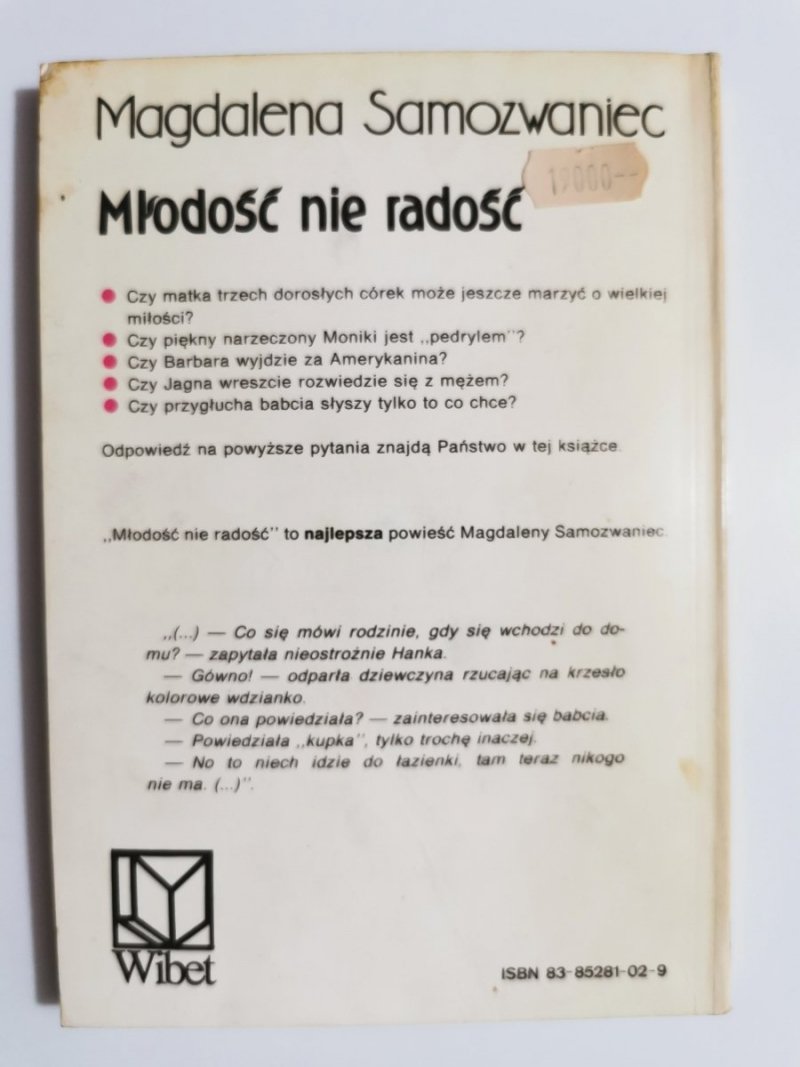 Magdalena Samozwaniec
19000--
Młodość nie radość
Czy matka trzech dorosłych córek może jeszcze marzyć o wielkiej
miłości?
Czy piękny narzeczony Moniki jest „pedrylem"?
Czy Barbara wyjdzie za Amerykanina?
Czy Jagna wreszcie rozwiedzie się z mężem?
Czy przygłucha babcia słyszy tylko to co chce?
Odpowiedź na powyższe pytania znajdą Państwo w tej książce.
„Młodość nie radość" to najlepsza powieść Magdaleny Samozwaniec.
„(...) — Co się mówi rodzinie, gdy się wchodzi do do-
mu? — zapytała nieostrożnie Hanka.
— Gówno! — odparła dziewczyna rzucając na krzesło
kolorowe wdzianko.
— Co ona powiedziała? — zainteresowała się babcia.
— Powiedziała „kupka", tylko trochę inaczej.
— No to niech idzie do łazienki, tam teraz nikogo
nie ma. (...)".
Wibet
ISBN 83-85281-02-9